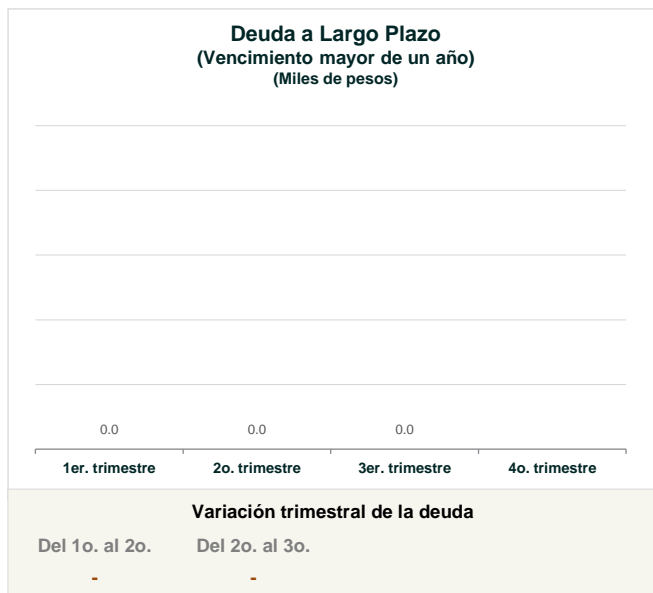 Deuda a Largo Plazo
(Vencimiento mayor de un año)
(Miles de pesos)
0.0 0.0 0.0
1er. trimestre 2o. trimestre 3er. trimestre 4o. trimestre
Variación trimestral de la deuda
Del 1o. al 2o. Del 2o. al 3o.
- -